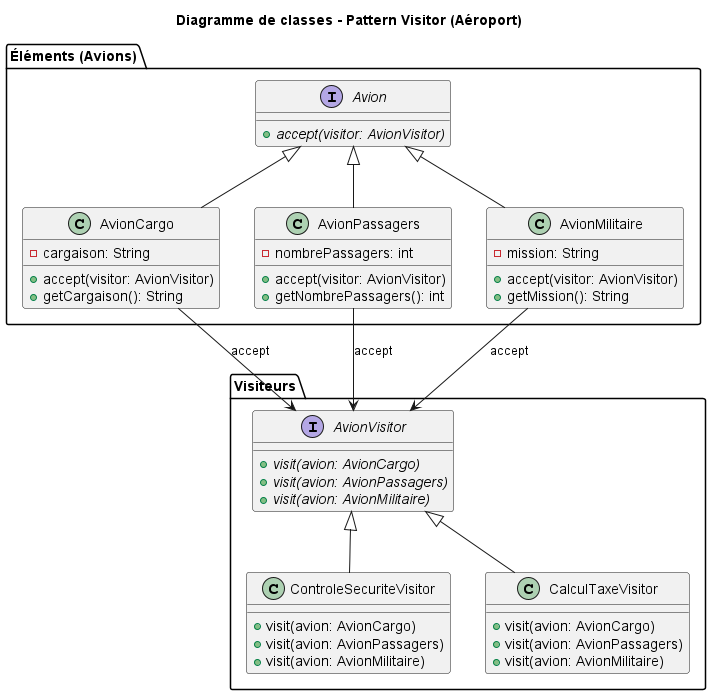 Diagramme de classes - Pattern Visitor (Aéroport)
Éléments (Avions)
I Avion
accept(visitor: AvionVisitor)
C AvionCargo
cargaison: String
accept(visitor: AvionVisitor)
getCargaison(): String
C AvionPassagers
nombrePassagers: int
accept(visitor: AvionVisitor)
getNombrePassagers(): int
C AvionMilitaire
mission: String
accept(visitor: AvionVisitor)
getMission(): String
accept
accept
accept
Visiteurs
I AvionVisitor
visit(avion: AvionCargo)
visit(avion: AvionPassagers)
visit(avion: AvionMilitaire)
C ControleSecuriteVisitor
visit(avion: AvionCargo)
visit(avion: AvionPassagers)
visit(avion: AvionMilitaire)
C CalculTaxeVisitor
visit(avion: AvionCargo)
visit(avion: AvionPassagers)
visit(avion: AvionMilitaire)